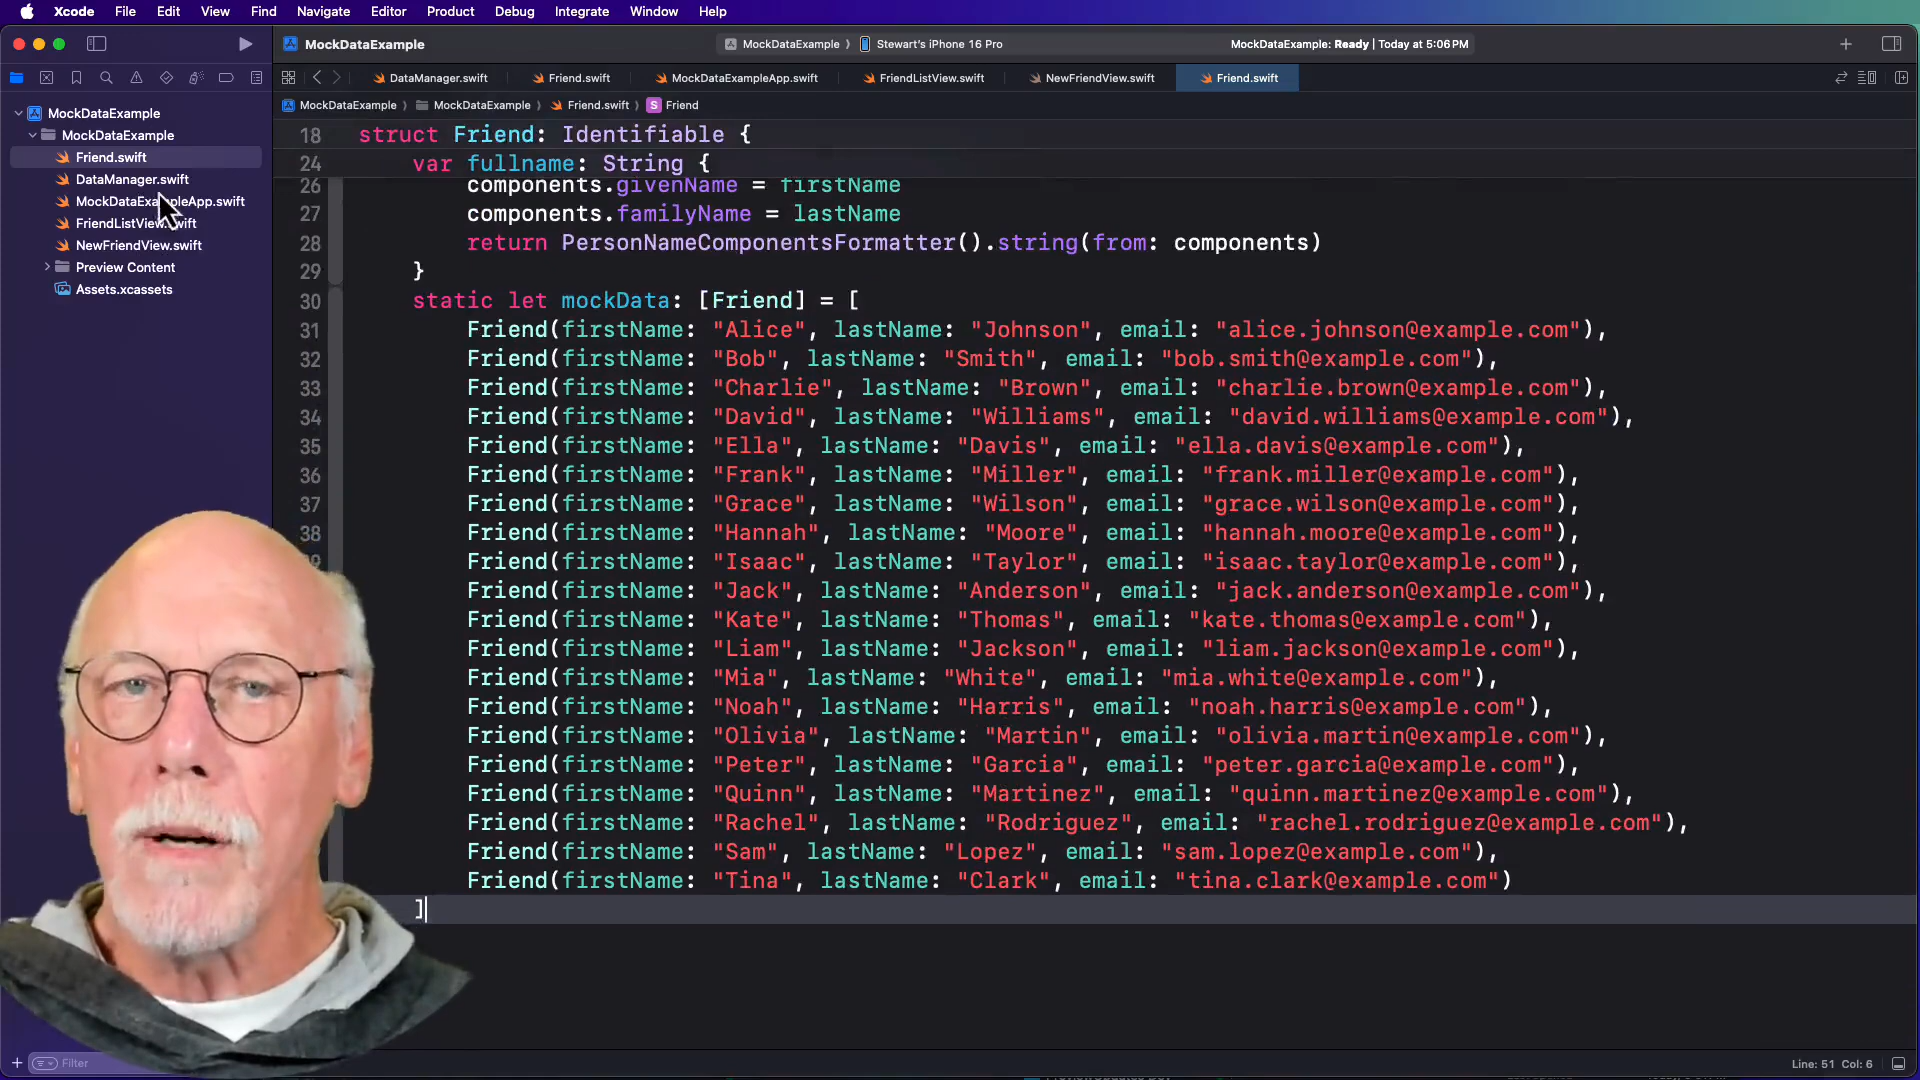 Xcode File Edit View Find Navigate Editor Product Debug Integrate Window Help
MockDataExample
MockDataExample
Stewart's iPhone 16 Pro
MockDataExample: Ready | Today at 5:06 PM
DataManager.swift
Friend.swift
MockDataExampleApp.swift
FriendListView.swift
NewFriendView.swift
Friend.swift
MockDataExample
MockDataExample
Friend.swift
S Friend
MockDataExample
MockDataExample
Friend.swift
DataManager.swift
MockDataExampleApp.swift
FriendListView.swift
NewFriendView.swift
Preview Content
Assets.xcassets
18 struct Friend: Identifiable {
24 var fullname: String {
26 components.givenName = firstName
27 components.familyName = lastName
28 return PersonNameComponentsFormatter().string(from: components)
29 }
30 static let mockData: [Friend] = [
31 Friend(firstName: "Alice", lastName: "Johnson", email: "alice.johnson@example.com"),
32 Friend(firstName: "Bob", lastName: "Smith", email: "bob.smith@example.com"),
33 Friend(firstName: "Charlie", lastName: "Brown", email: "charlie.brown@example.com"),
34 Friend(firstName: "David", lastName: "Williams", email: "david.williams@example.com"),
35 Friend(firstName: "Ella", lastName: "Davis", email: "ella.davis@example.com"),
36 Friend(firstName: "Frank", lastName: "Miller", email: "frank.miller@example.com"),
37 Friend(firstName: "Grace", lastName: "Wilson", email: "grace.wilson@example.com"),
38 Friend(firstName: "Hannah", lastName: "Moore", email: "hannah.moore@example.com"),
Friend(firstName: "Isaac", lastName: "Taylor", email: "isaac.taylor@example.com"),
Friend(firstName: "Jack", lastName: "Anderson", email: "jack.anderson@example.com"),
Friend(firstName: "Kate", lastName: "Thomas", email: "kate.thomas@example.com"),
Friend(firstName: "Liam", lastName: "Jackson", email: "liam.jackson@example.com"),
Friend(firstName: "Mia", lastName: "White", email: "mia.white@example.com"),
Friend(firstName: "Noah", lastName: "Harris", email: "noah.harris@example.com"),
Friend(firstName: "Olivia", lastName: "Martin", email: "olivia.martin@example.com"),
Friend(firstName: "Peter", lastName: "Garcia", email: "peter.garcia@example.com"),
Friend(firstName: "Quinn", lastName: "Martinez", email: "quinn.martinez@example.com"),
Friend(firstName: "Rachel", lastName: "Rodriguez", email: "rachel.rodriguez@example.com"),
Friend(firstName: "Sam", lastName: "Lopez", email: "sam.lopez@example.com"),
Friend(firstName: "Tina", lastName: "Clark", email: "tina.clark@example.com")
]
Filter
Line: 51 Col: 6